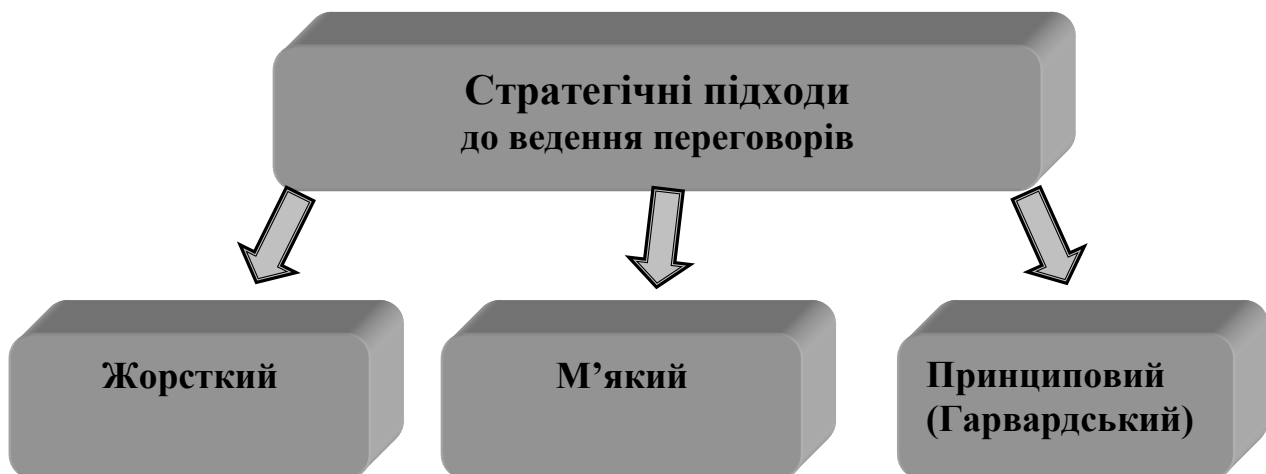 Стратегічні підходи
до ведення переговорів
Жорсткий
М’який
Принциповий
(Гарвардський)